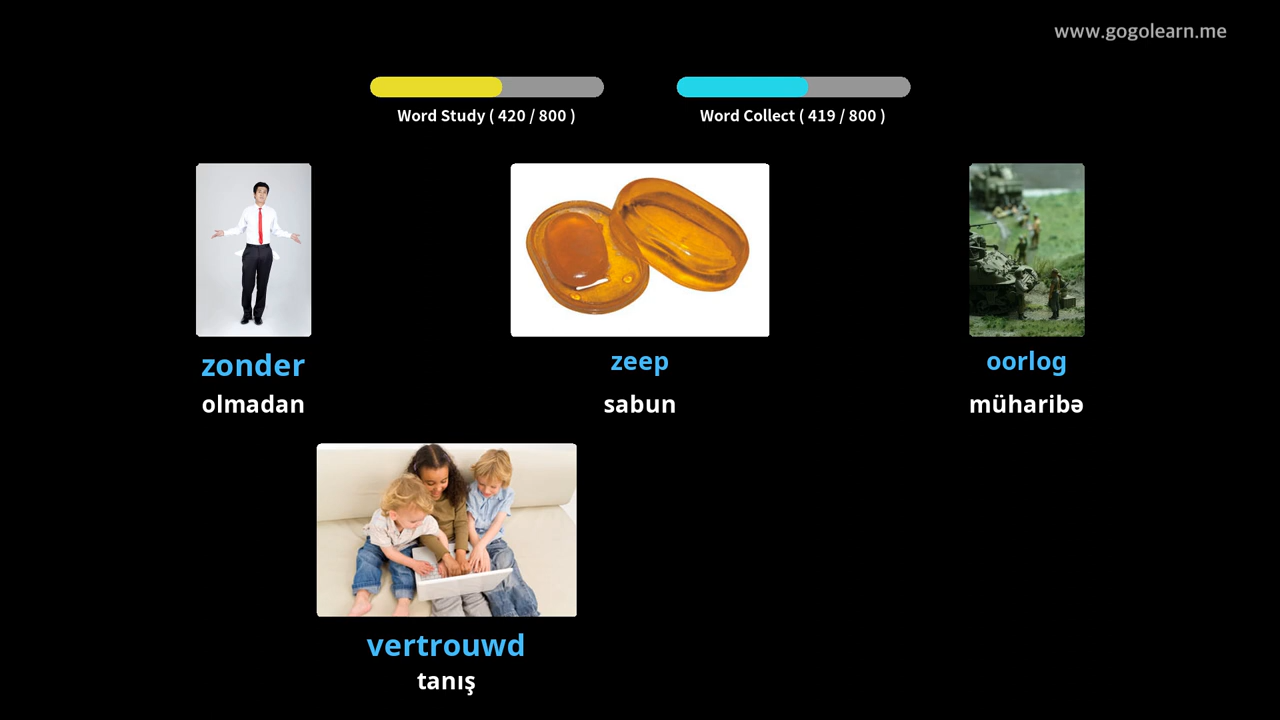 www.gogolearn.me
Word Study ( 420 / 800 )
Word Collect ( 419 / 800 )
zonder
zeep
oorlog
olmadan
sabun
müharibə
vertrouwd
tanış